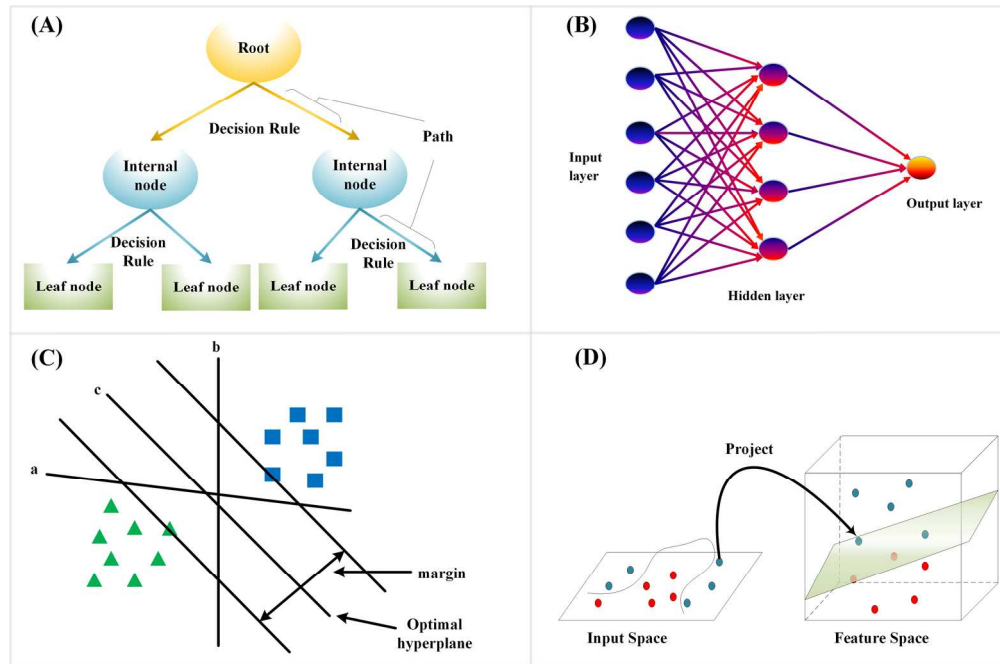 (A)
Root
Decision Rule
Path
Internal
node
Internal
node
Decision
Rule
Decision
Rule
Leaf node
Leaf node
Leaf node
Leaf node
(B)
Input
layer
Output layer
Hidden layer
(C)
b
c
a
margin
Optimal
hyperplane
(D)
Project
Input Space
Feature Space